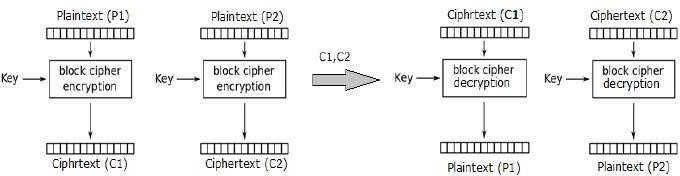 Plaintext (P1)
Plaintext (P2)
Ciphrtext (C1)
Ciphertext (C2)
C1,C2
Key
block cipher
encryption
Key
block cipher
encryption
Key
block cipher
decryption
Key
block cipher
decryption
Ciphrtext (C1)
Ciphertext (C2)
Plaintext (P1)
Plaintext (P2)